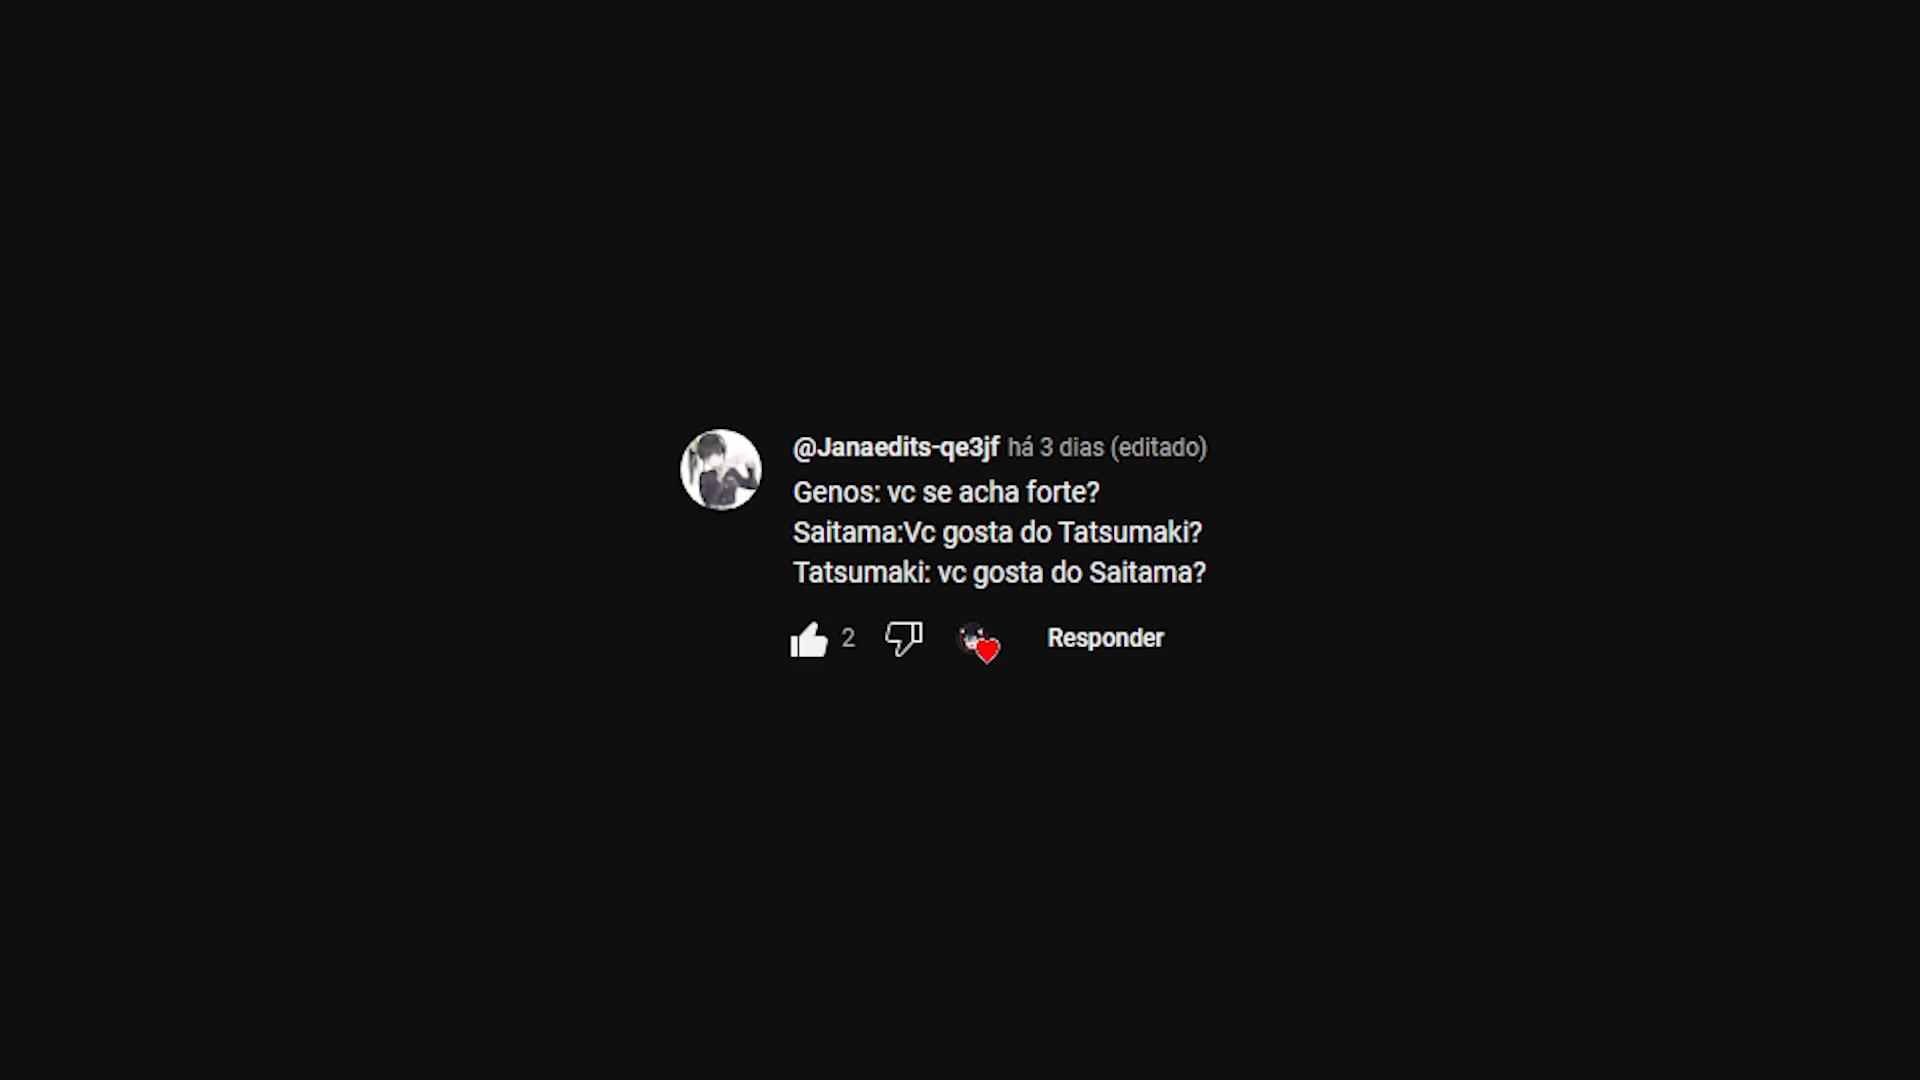 @Janaedits-qe3jf há 3 dias (editado)
Genos: vc se acha forte?
Saitama:Vc gosta do Tatsumaki?
Tatsumaki: vc gosta do Saitama?
2 Responder